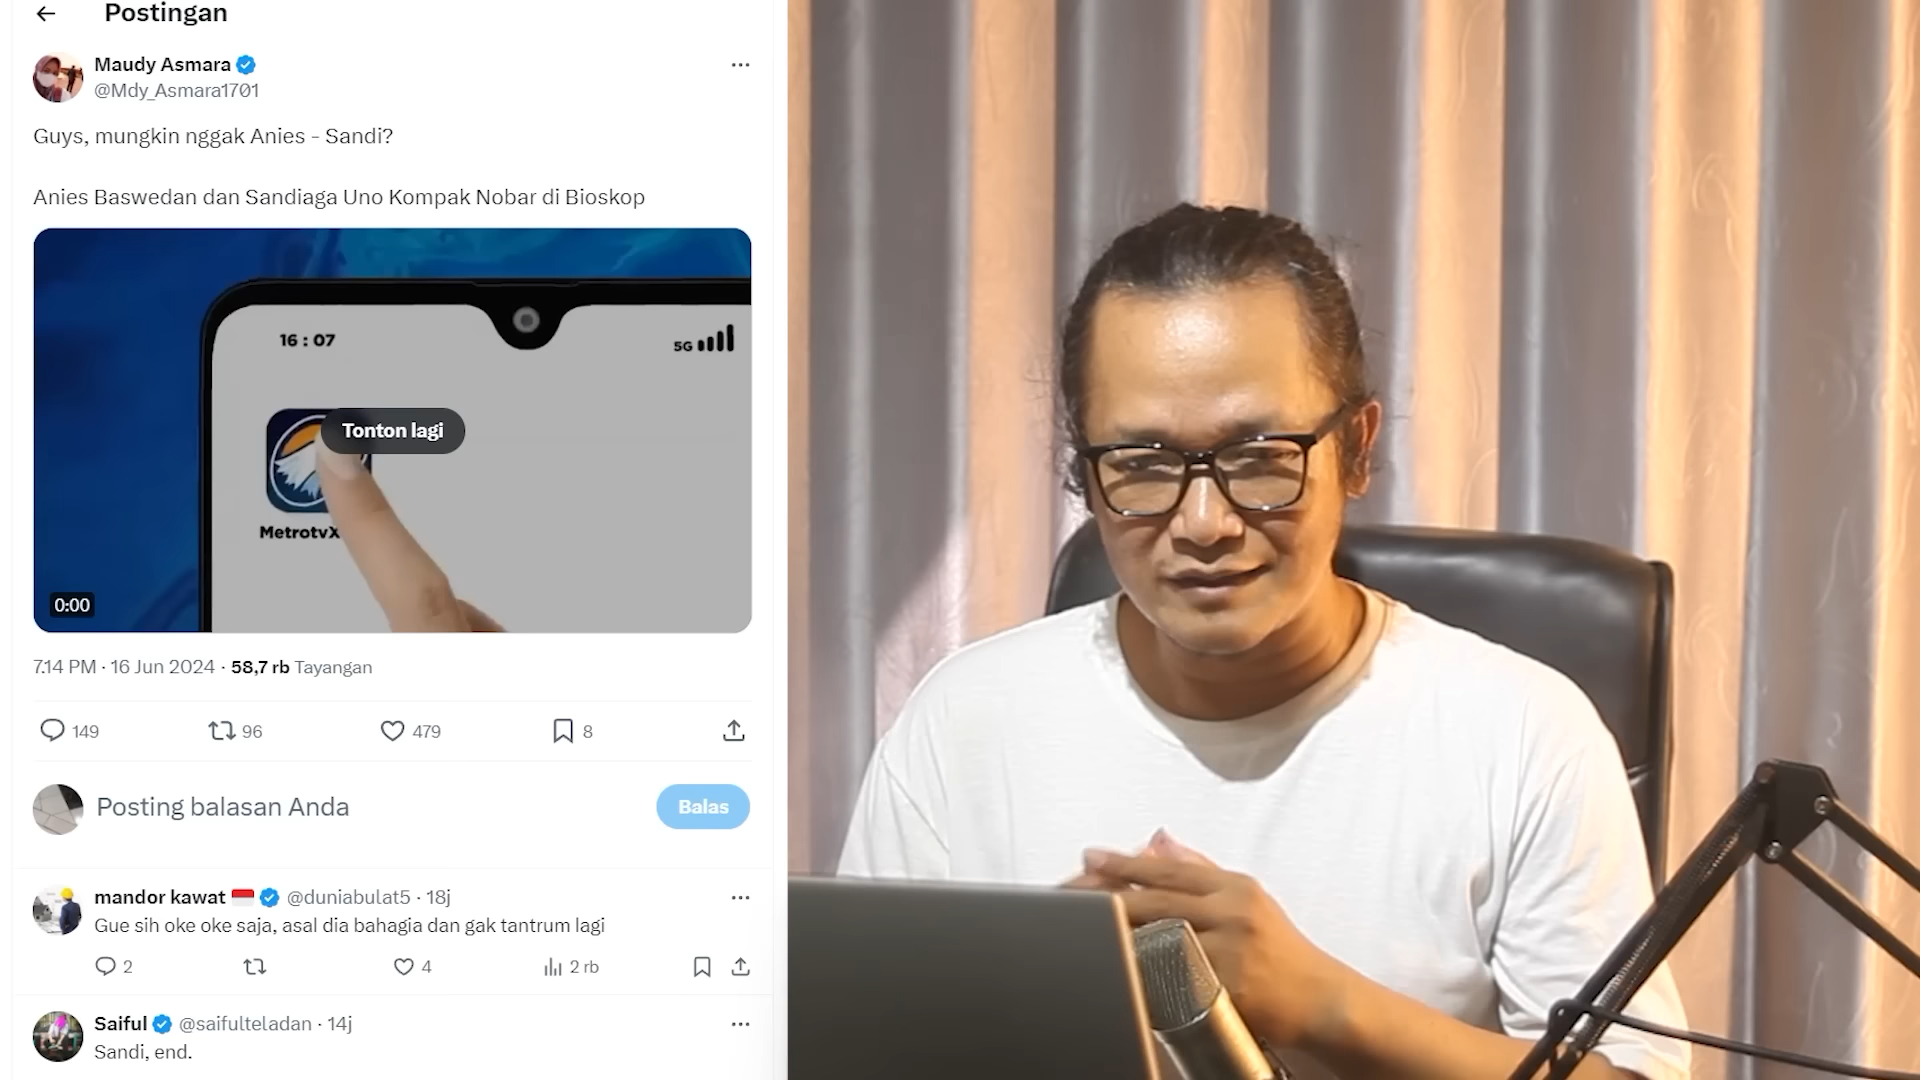 Postingan
Maudy Asmara
@Mdy_Asmara1701
Guys, mungkin nggak Anies - Sandi?
Anies Baswedan dan Sandiaga Uno Kompak Nobar di Bioskop
16 : 07
5G
Tonton lagi
MetrotvX
0:00
7.14 PM · 16 Jun 2024 · 58,7 rb Tayangan
149 96 479 8
Posting balasan Anda
Balas
mandor kawat @duniabulat5 · 18j
Gue sih oke oke saja, asal dia bahagia dan gak tantrum lagi
2 4 2 rb
Saiful @saifulteladan · 14j
Sandi, end.